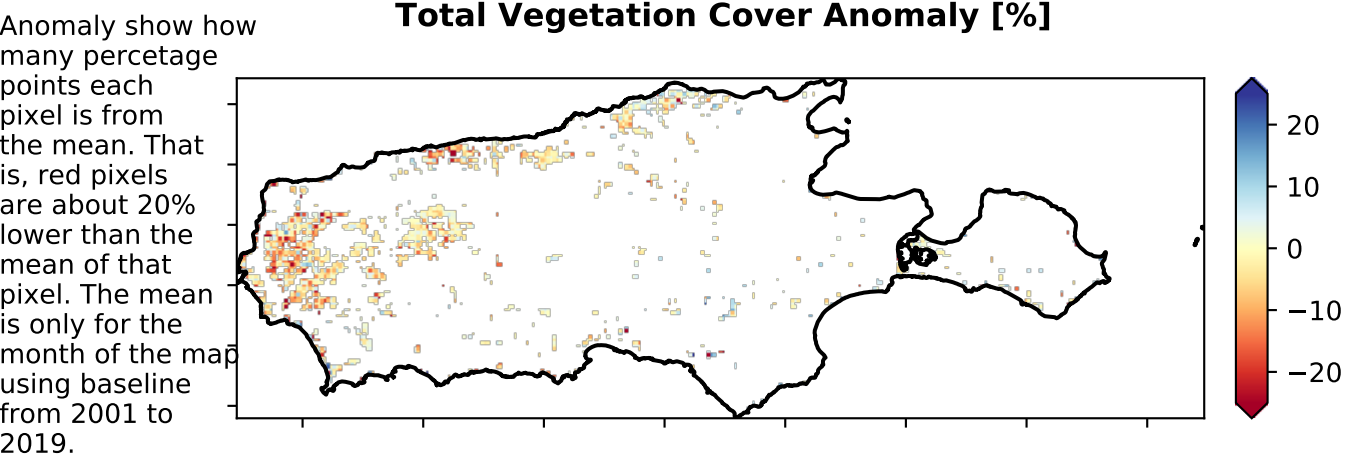 Total Vegetation Cover Anomaly [%]
Anomaly show how
many percetage
points each
pixel is from
the mean. That
is, red pixels
are about 20%
lower than the
mean of that
pixel. The mean
is only for the
month of the map
using baseline
from 2001 to
2019.
20
10
0
−10
−20